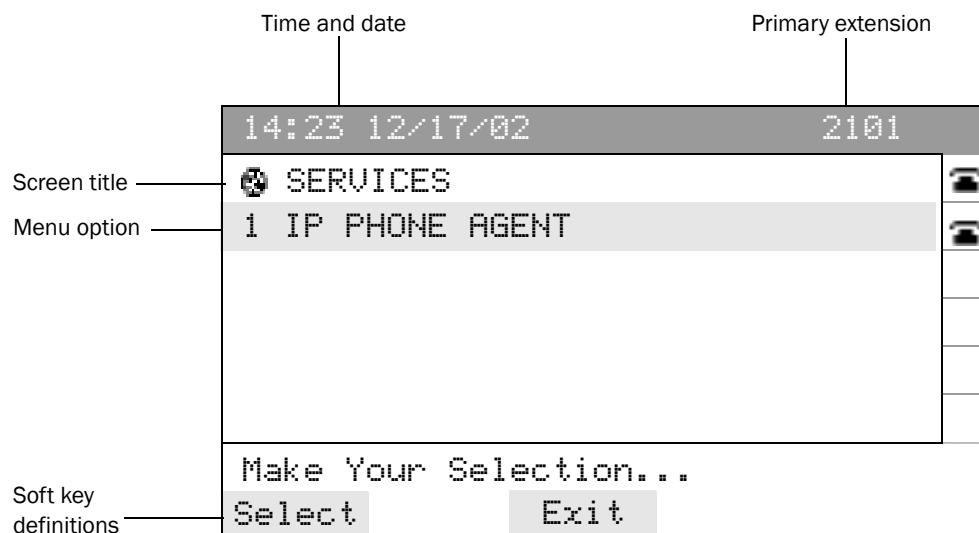 Time and date
Primary extension
14:23 12/17/02 2101
Screen title
SERVICES
Menu option
1 IP PHONE AGENT
Make Your Selection...
Soft key
definitions
Select Exit